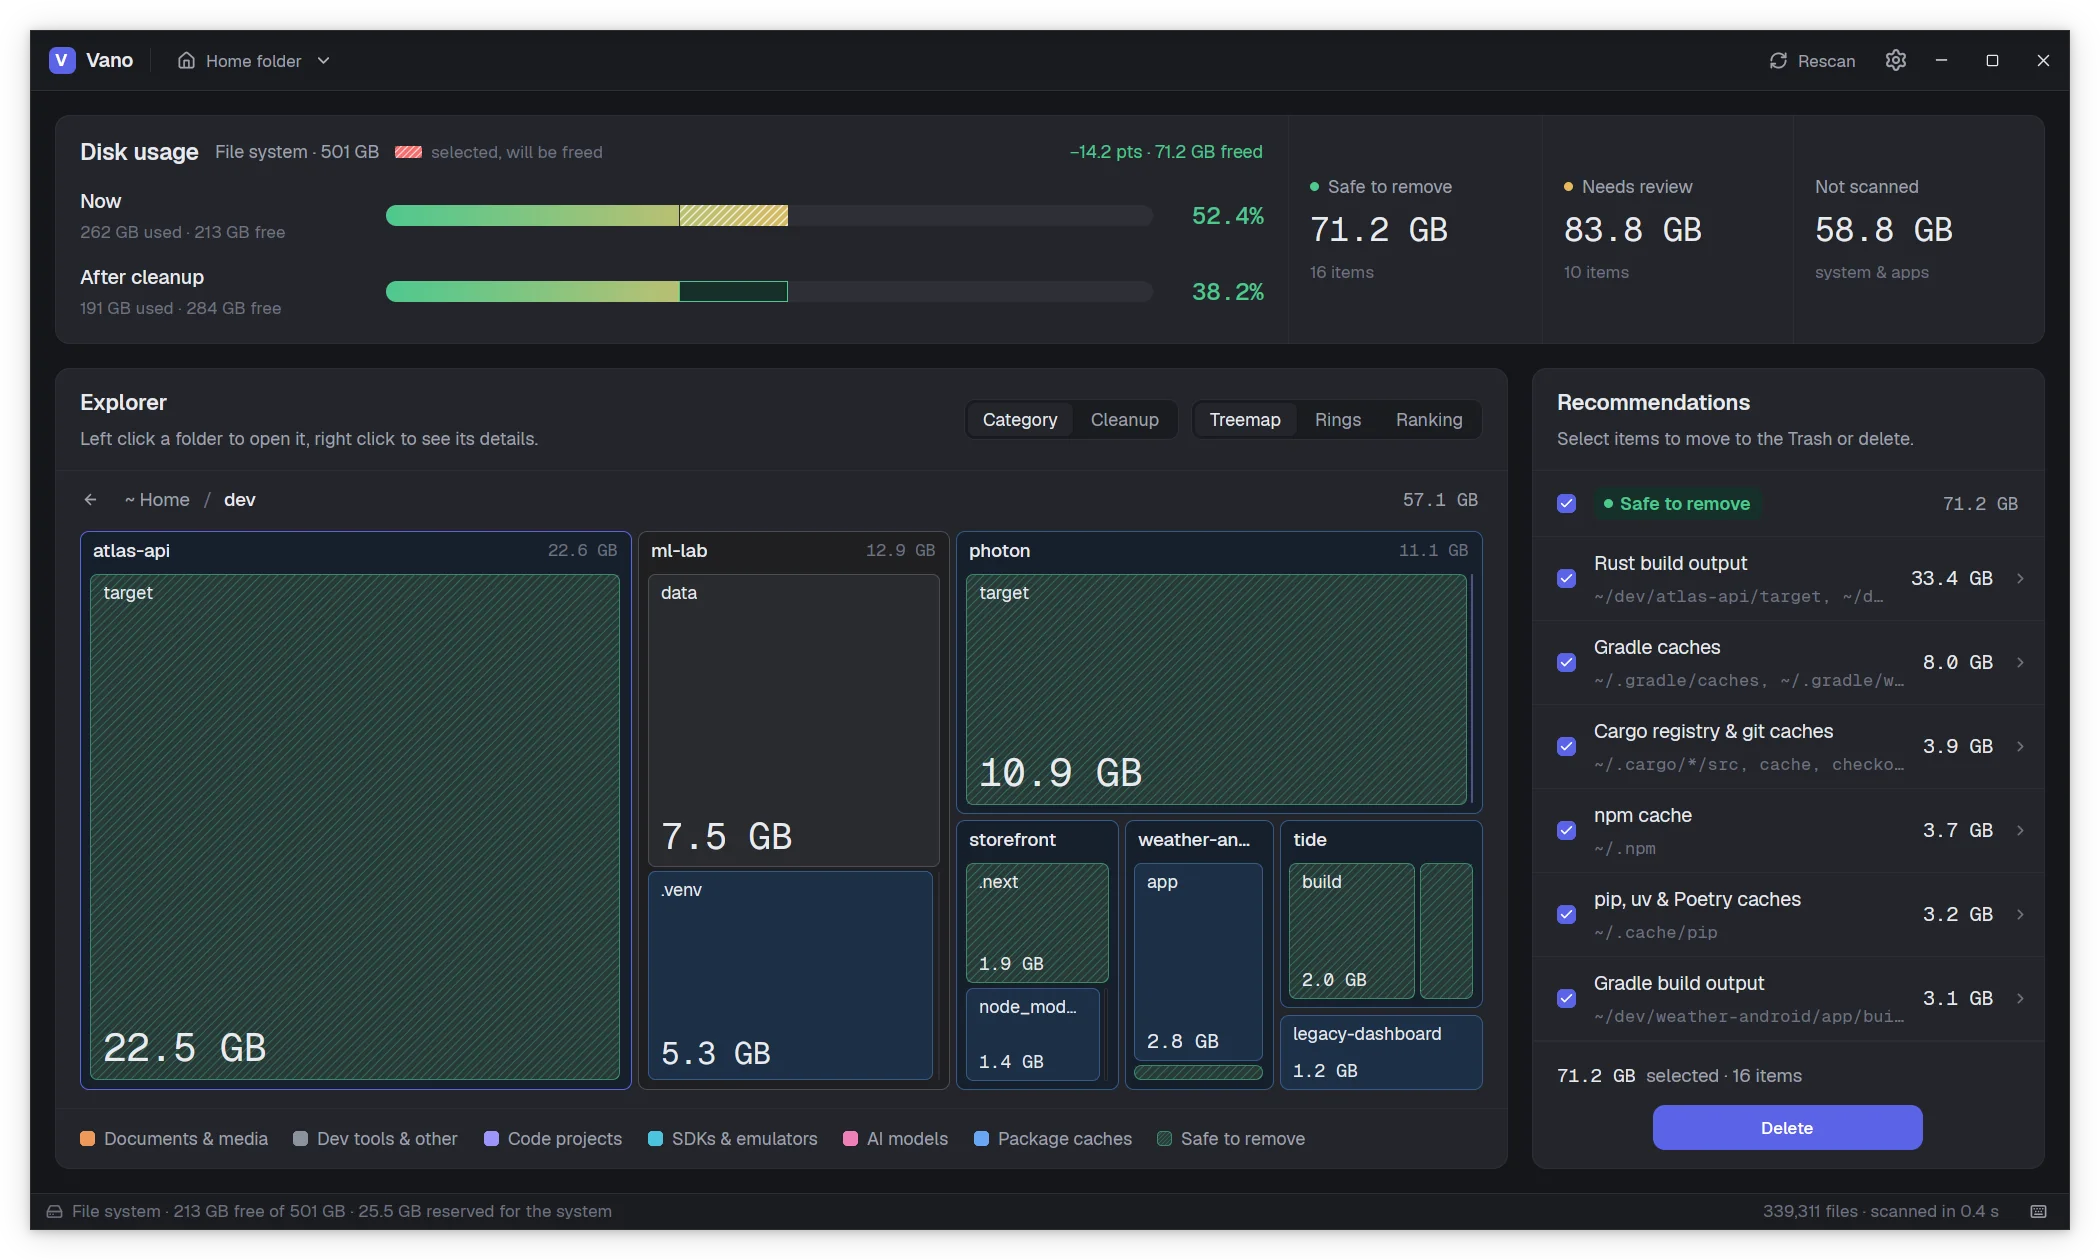 V Vano
Home folder
Rescan
Disk usage File system · 501 GB selected, will be freed
−14.2 pts · 71.2 GB freed
Now
262 GB used · 213 GB free
52.4%
After cleanup
191 GB used · 284 GB free
38.2%
Safe to remove
71.2 GB
16 items
Needs review
83.8 GB
10 items
Not scanned
58.8 GB
system & apps
Explorer
Left click a folder to open it, right click to see its details.
Category Cleanup
Treemap Rings Ranking
~ Home / dev
57.1 GB
atlas-api 22.6 GB
target
22.5 GB
ml-lab 12.9 GB
data
7.5 GB
.venv
5.3 GB
photon 11.1 GB
target
10.9 GB
storefront
.next
1.9 GB
node_mod…
1.4 GB
weather-an…
app
2.8 GB
tide
build
2.0 GB
legacy-dashboard
1.2 GB
Documents & media Dev tools & other Code projects SDKs & emulators AI models Package caches Safe to remove
Recommendations
Select items to move to the Trash or delete.
Safe to remove 71.2 GB
Rust build output
~/dev/atlas-api/target, ~/d…
33.4 GB
Gradle caches
~/.gradle/caches, ~/.gradle/w…
8.0 GB
Cargo registry & git caches
~/.cargo/*/src, cache, checko…
3.9 GB
npm cache
~/.npm
3.7 GB
pip, uv & Poetry caches
~/.cache/pip
3.2 GB
Gradle build output
~/dev/weather-android/app/bui…
3.1 GB
71.2 GB selected · 16 items
Delete
File system · 213 GB free of 501 GB · 25.5 GB reserved for the system
339,311 files · scanned in 0.4 s